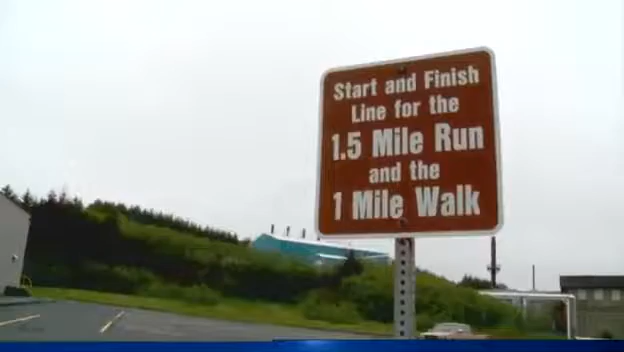 Start and Finish
Line for the
1.5 Mile Run
and the
1 Mile Walk